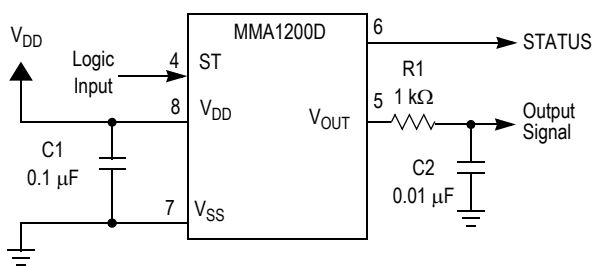 MMA1200D
6
STATUS
V_DD
Logic
Input
4
ST
R1
1 kΩ
8
V_DD
V_OUT
5
Output
Signal
C1
0.1 μF
C2
0.01 μF
7
V_SS